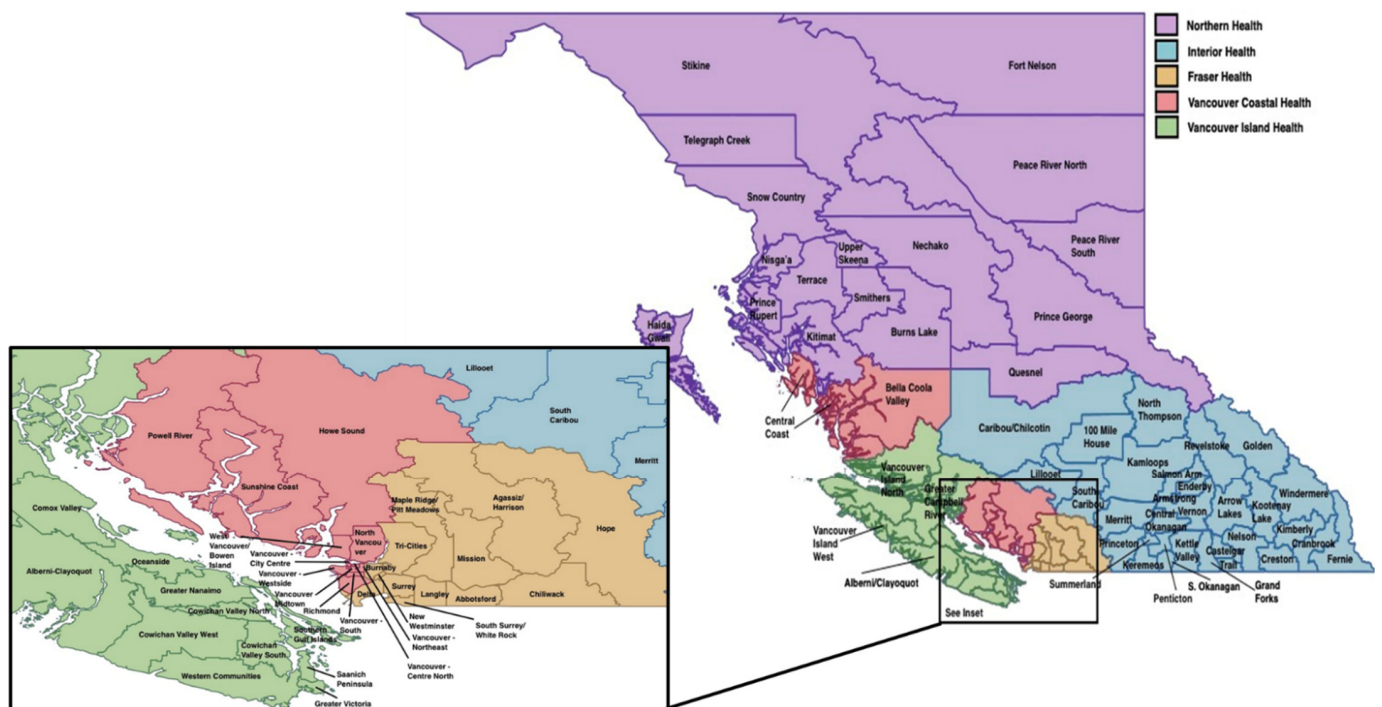 Northern Health
Interior Health
Fraser Health
Vancouver Coastal Health
Vancouver Island Health
Stikine
Fort Nelson
Telegraph Creek
Peace River North
Snow Country
Nechako
Peace River
South
Upper
Skeena
Nisga'a
Terrace
Smithers
Prince
Rupert
Prince George
Haida
Gwaii
Kitimat
Burns Lake
Quesnel
Bella Coola
Valley
Central
Coast
North
Thompson
Caribou/Chilcotin
100 Mile
House
Revelstoke
Golden
Kamloops
Lillooet
Salmon Arm
Enderby
Vancouver
Island
North
Greater
Campbell
River
South
Caribou
Armstrong
Vernon
Arrow
Lakes
Kootenay
Lake
Windermere
Merritt
Central
Okanagan
Kimberly
Cranbrook
Vancouver
Island
West
Princeton
Kettle
Valley
Nelson
Castelgar
Trail
Creston
Fernie
Keremeos
Alberni/Clayoquot
Summerland
S. Okanagan
Grand
Forks
Penticton
See Inset
Lillooet
South
Caribou
Powell River
Howe Sound
Merritt
Sunshine Coast
Maple Ridge/
Pitt Meadows
Agassiz/
Harrison
Hope
Comox Valley
West
Vancouver/
Bowen
Island
North
Vancou
ver
Tri-Cities
Mission
Vancouver -
City Centre
Oceanside
Vancouver -
Westside
Burnaby
Alberni-Clayoquot
Greater Nanaimo
Vancouver
Midtown
Delta
Surrey
Langley
Abbotsford
Chilliwack
Richmond
Cowichan Valley North
Vancouver -
South
New
Westminster
South Surrey/
White Rock
Southern
Gulf Islands
Cowichan Valley West
Cowichan
Valley South
Vancouver -
Northeast
Vancouver -
Centre North
Western Communities
Saanich
Peninsula
Greater Victoria